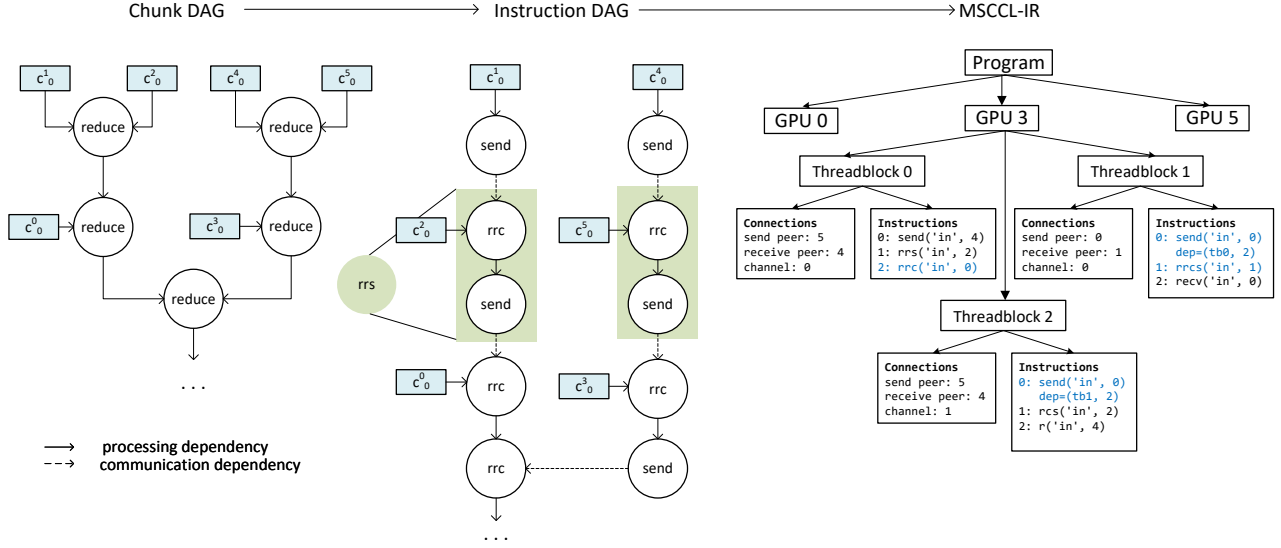 Chunk DAG
Instruction DAG
MSCCL-IR
c¹₀
c²₀
c⁴₀
c⁵₀
reduce
reduce
c⁰₀
reduce
c³₀
reduce
reduce
. . .
processing dependency
communication dependency
c¹₀
c⁴₀
send
send
c²₀
rrc
c⁵₀
rrc
rrs
send
send
c⁰₀
rrc
c³₀
rrc
rrc
send
. . .
Program
GPU 0
GPU 3
GPU 5
Threadblock 0
Threadblock 1
Connections
send peer: 5
receive peer: 4
channel: 0
Instructions
0: send('in', 4)
1: rrs('in', 2)
2: rrc('in', 0)
Connections
send peer: 0
receive peer: 1
channel: 0
Instructions
0: send('in', 0)
dep=(tb0, 2)
1: rrcs('in', 1)
2: recv('in', 0)
Threadblock 2
Connections
send peer: 5
receive peer: 4
channel: 1
Instructions
0: send('in', 0)
dep=(tb1, 2)
1: rcs('in', 2)
2: r('in', 4)